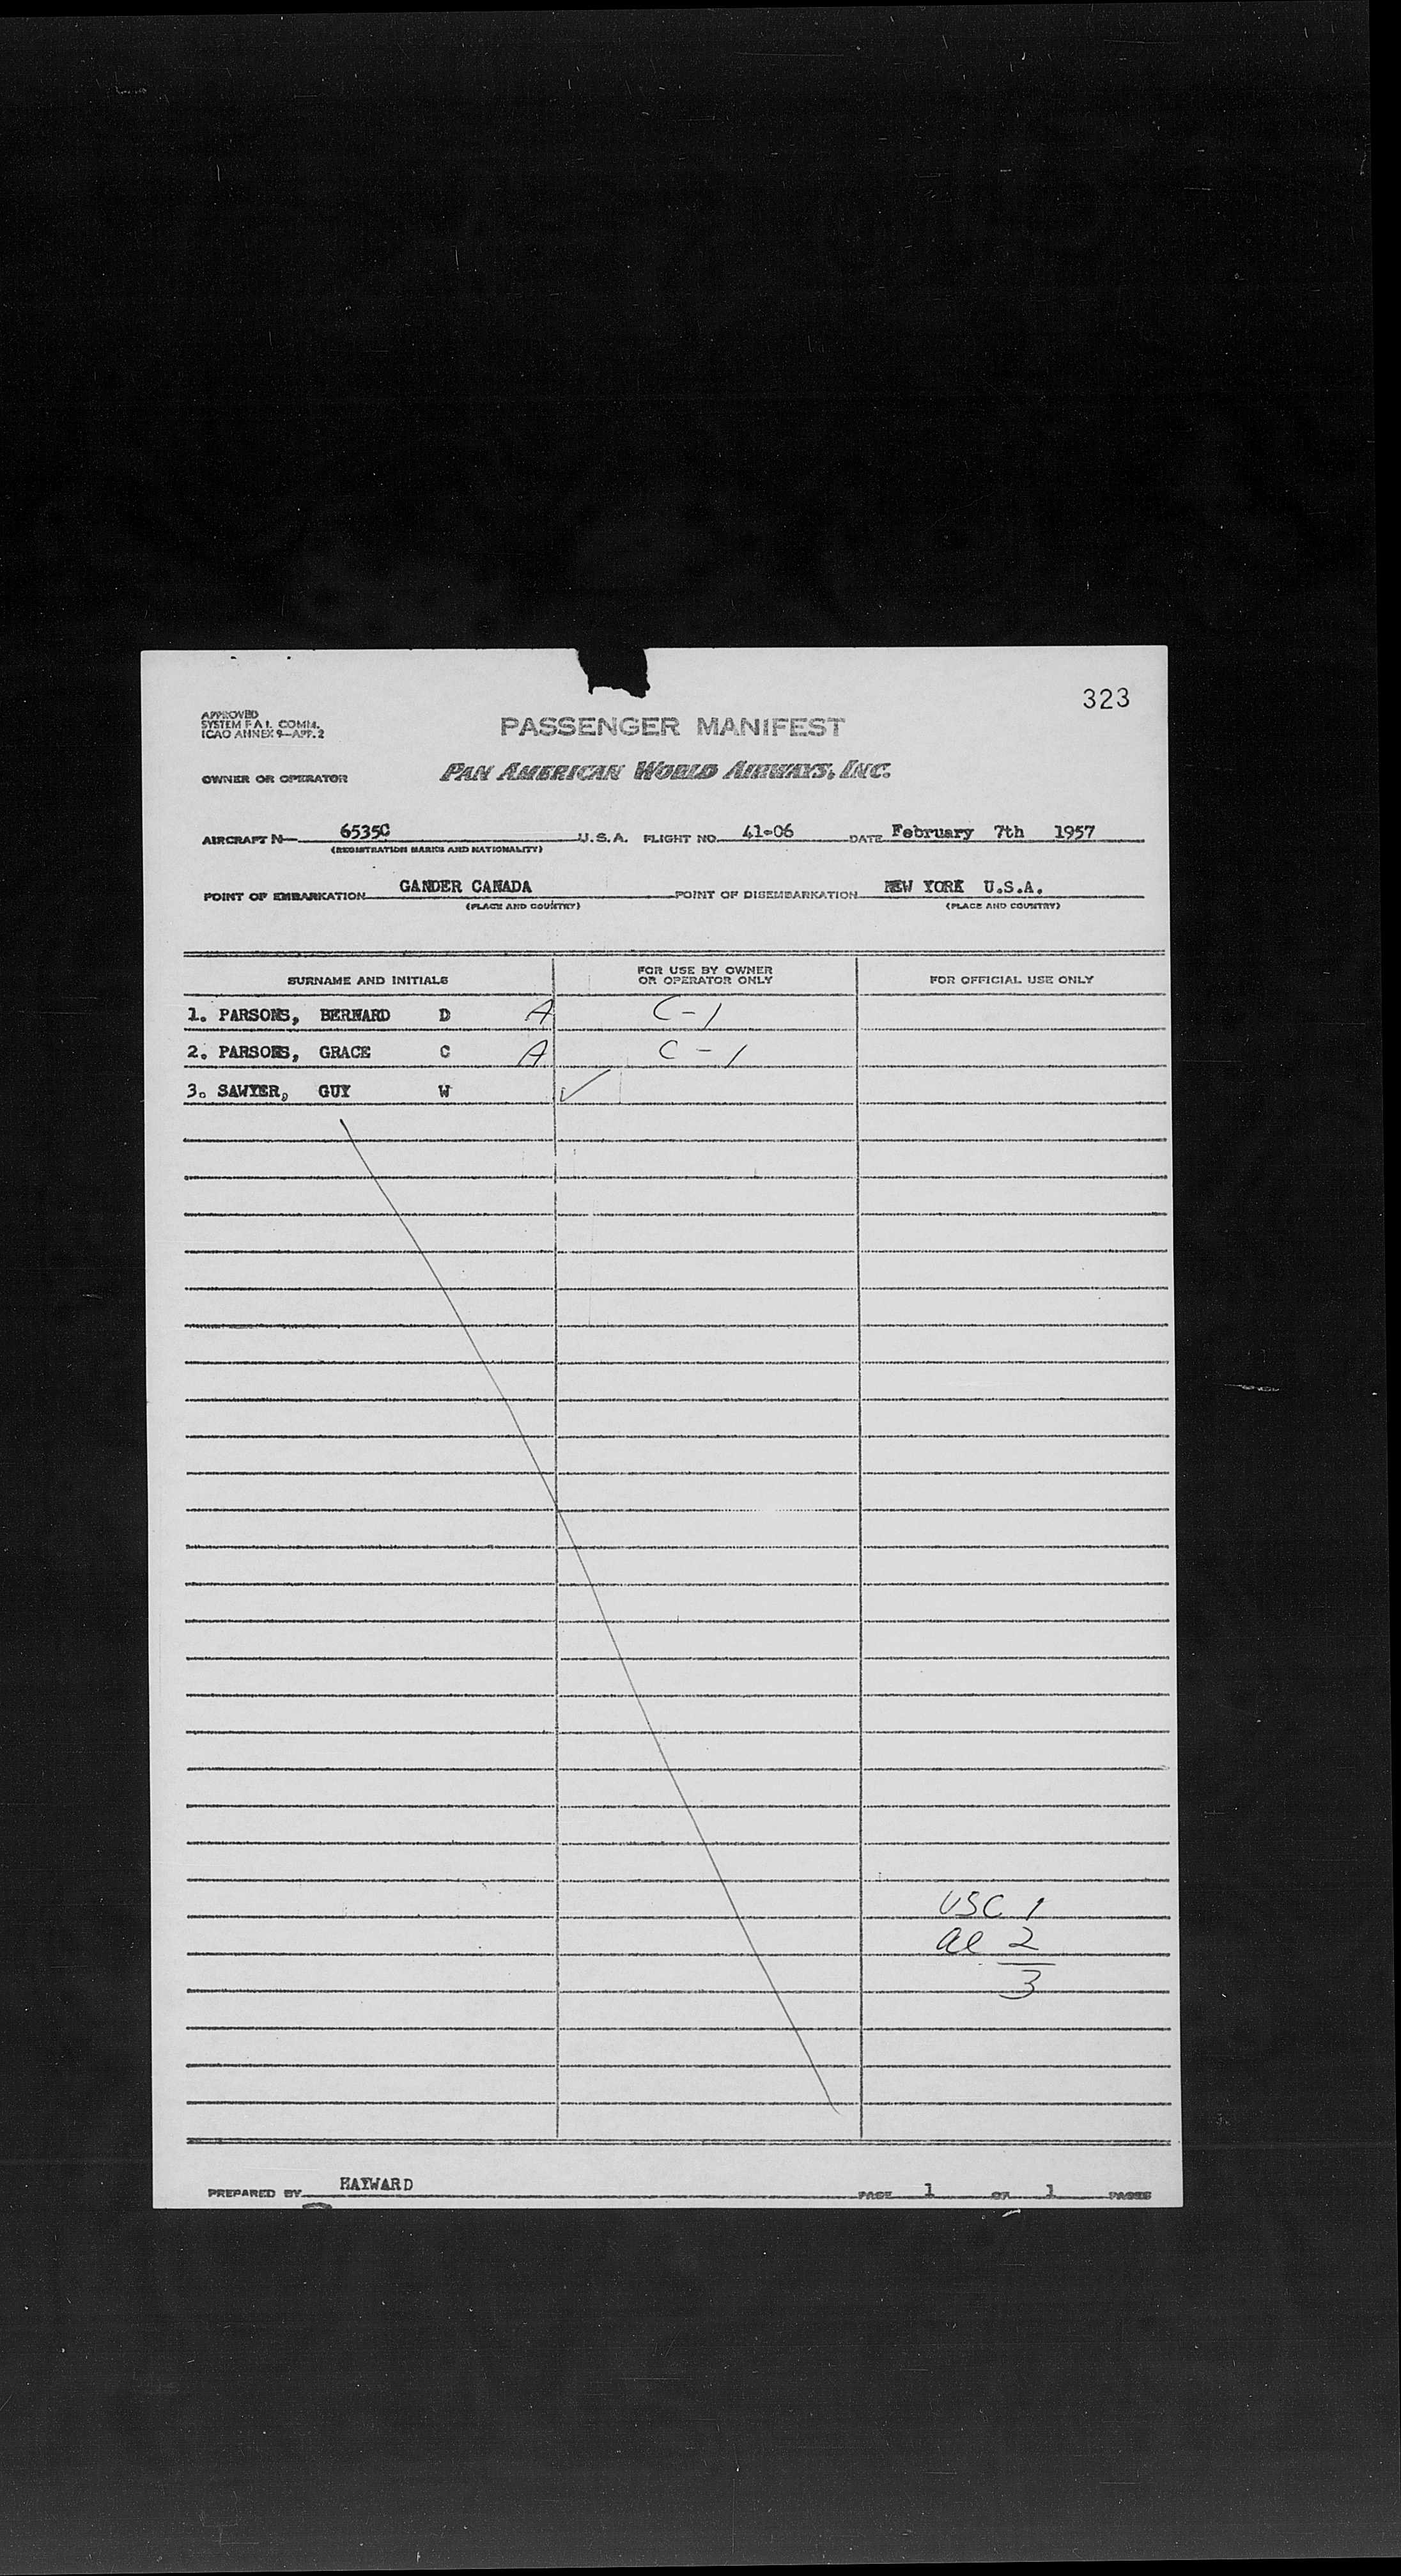 323
APPROVED
SYSTEM F A L. COMM.
ICAO ANNEX 9—APP. 2
PASSENGER MANIFEST
OWNER OR OPERATOR PAN AMERICAN WORLD AIRWAYS, INC.
AIRCRAFT N— 6535C U.S.A. FLIGHT NO. 41-06 DATE February 7th 1957
(REGISTRATION MARKS AND NATIONALITY)
POINT OF EMBARKATION GANDER CANADA POINT OF DISEMBARKATION NEW YORK U.S.A.
(PLACE AND COUNTRY) (PLACE AND COUNTRY)
SURNAME AND INITIALS FOR USE BY OWNER OR OPERATOR ONLY FOR OFFICIAL USE ONLY
1. PARSONS, BERNARD D A C-1
2. PARSONS, GRACE C A C-1
3. SAWYER, GUY W ✓
USC 1
al 2
3
PREPARED BY HAYWARD PAGE 1 OF 1 PAGES